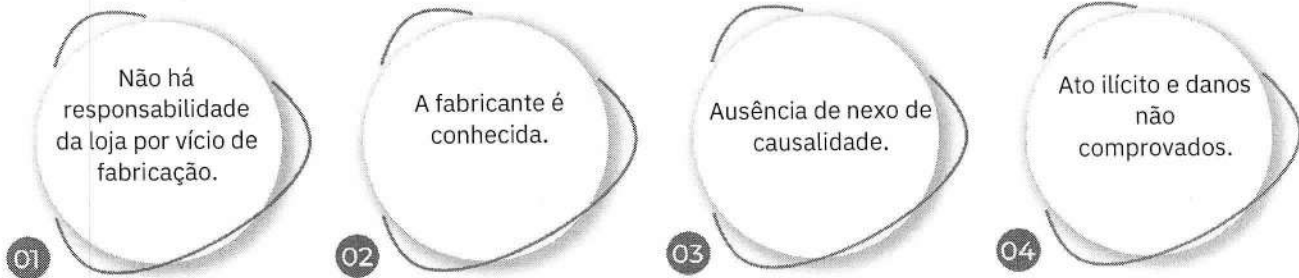 Não há
responsabilidade
da loja por vício de
fabricação.
01
A fabricante é
conhecida.
02
Ausência de nexo de
causalidade.
03
Ato ilícito e danos
não
comprovados.
04